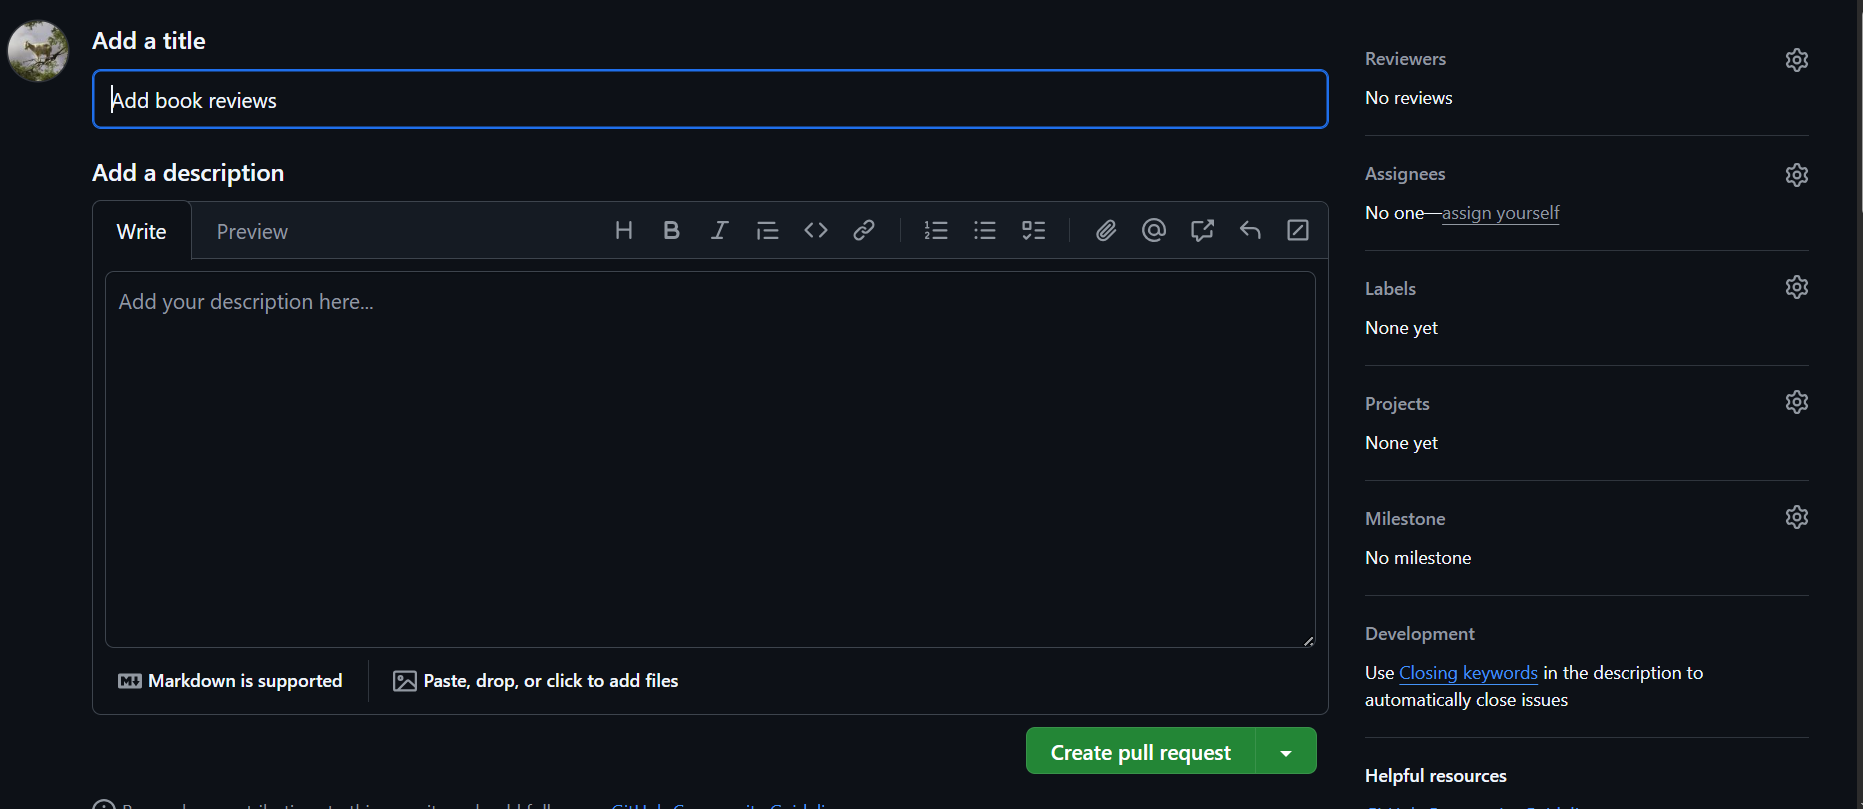 Add a title
Add book reviews
Add a description
Write
Preview
Add your description here...
Markdown is supported
Paste, drop, or click to add files
Create pull request
Reviewers
No reviews
Assignees
No one—assign yourself
Labels
None yet
Projects
None yet
Milestone
No milestone
Development
Use Closing keywords in the description to
automatically close issues
Helpful resources